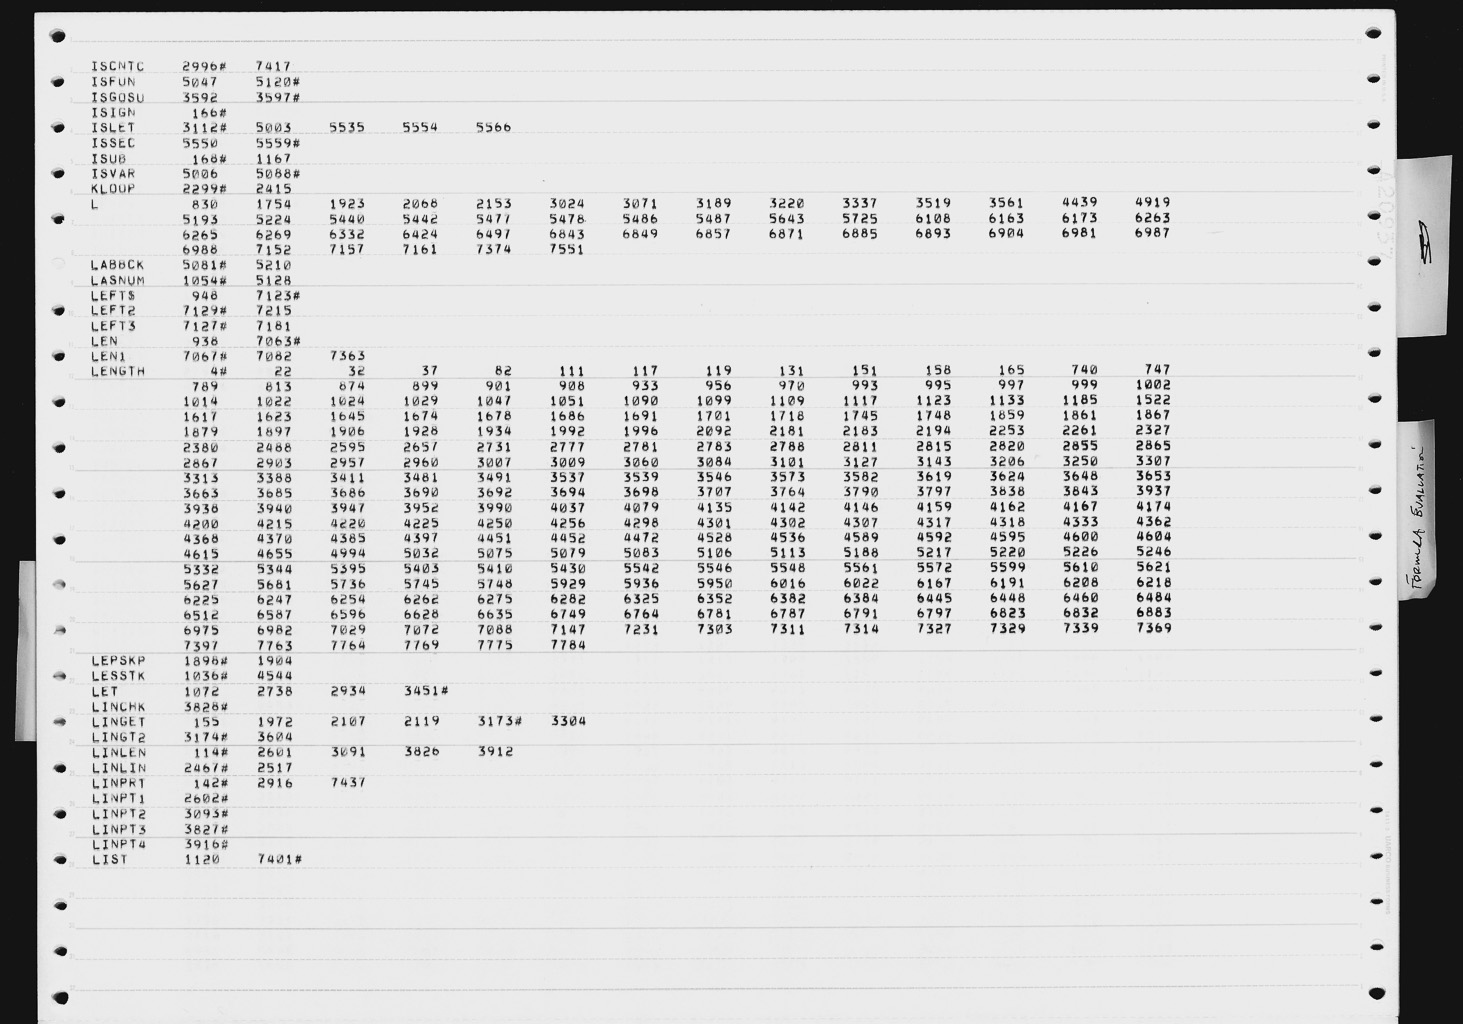 ISCNTC 2996# 7417
ISFUN 5047 5120#
ISGOSU 3592 3597#
ISIGN 166#
ISLET 3112# 5003 5535 5554 5566
ISSEC 5550 5559#
ISUB 168# 1167
ISVAR 5006 5088#
KLOOP 2299# 2415
L 830 1754 1923 2068 2153 3024 3071 3189 3220 3337 3519 3561 4439 4919
5193 5224 5440 5442 5477 5478 5486 5487 5643 5725 6108 6163 6173 6263
6265 6269 6332 6424 6497 6843 6849 6857 6871 6885 6893 6904 6981 6987
6988 7152 7157 7161 7374 7551
LABBCK 5081# 5210
LASNUM 1054# 5128
LEFT$ 948 7123#
LEFT2 7129# 7215
LEFT3 7127# 7181
LEN 938 7063#
LEN1 7067# 7082 7363
LENGTH 4# 22 32 37 82 111 117 119 131 151 158 165 740 747
789 813 874 899 901 908 933 956 970 993 995 997 999 1002
1014 1022 1024 1029 1047 1051 1090 1099 1109 1117 1123 1133 1185 1522
1617 1623 1645 1674 1678 1686 1691 1701 1718 1745 1748 1859 1861 1867
1879 1897 1906 1928 1934 1992 1996 2092 2181 2183 2194 2253 2261 2327
2380 2488 2595 2657 2731 2777 2781 2783 2788 2811 2815 2820 2855 2865
2867 2903 2957 2960 3007 3009 3060 3084 3101 3127 3143 3206 3250 3307
3313 3388 3411 3481 3491 3537 3539 3546 3573 3582 3619 3624 3648 3653
3663 3685 3686 3690 3692 3694 3698 3707 3764 3790 3797 3838 3843 3937
3938 3940 3947 3952 3990 4037 4079 4135 4142 4146 4159 4162 4167 4174
4200 4215 4220 4225 4250 4256 4298 4301 4302 4307 4317 4318 4333 4362
4368 4370 4385 4397 4451 4452 4472 4528 4536 4589 4592 4595 4600 4604
4615 4655 4994 5032 5075 5079 5083 5106 5113 5188 5217 5220 5226 5246
5332 5344 5395 5403 5410 5430 5542 5546 5548 5561 5572 5599 5610 5621
5627 5681 5736 5745 5748 5929 5936 5950 6016 6022 6167 6191 6208 6218
6225 6247 6254 6262 6275 6282 6325 6352 6382 6384 6445 6448 6460 6484
6512 6587 6596 6628 6635 6749 6764 6781 6787 6791 6797 6823 6832 6883
6975 6982 7029 7072 7088 7147 7231 7303 7311 7314 7327 7329 7339 7369
7397 7763 7764 7769 7775 7784
LEPSKP 1898# 1904
LESSTK 1036# 4544
LET 1072 2738 2934 3451#
LINCHK 3828#
LINGET 155 1972 2107 2119 3173# 3304
LINGT2 3174# 3604
LINLEN 114# 2601 3091 3826 3912
LINLIN 2467# 2517
LINPRT 142# 2916 7437
LINPT1 2602#
LINPT2 3093#
LINPT3 3827#
LINPT4 3916#
LIST 1120 7401#
FORMULA EVALUATION